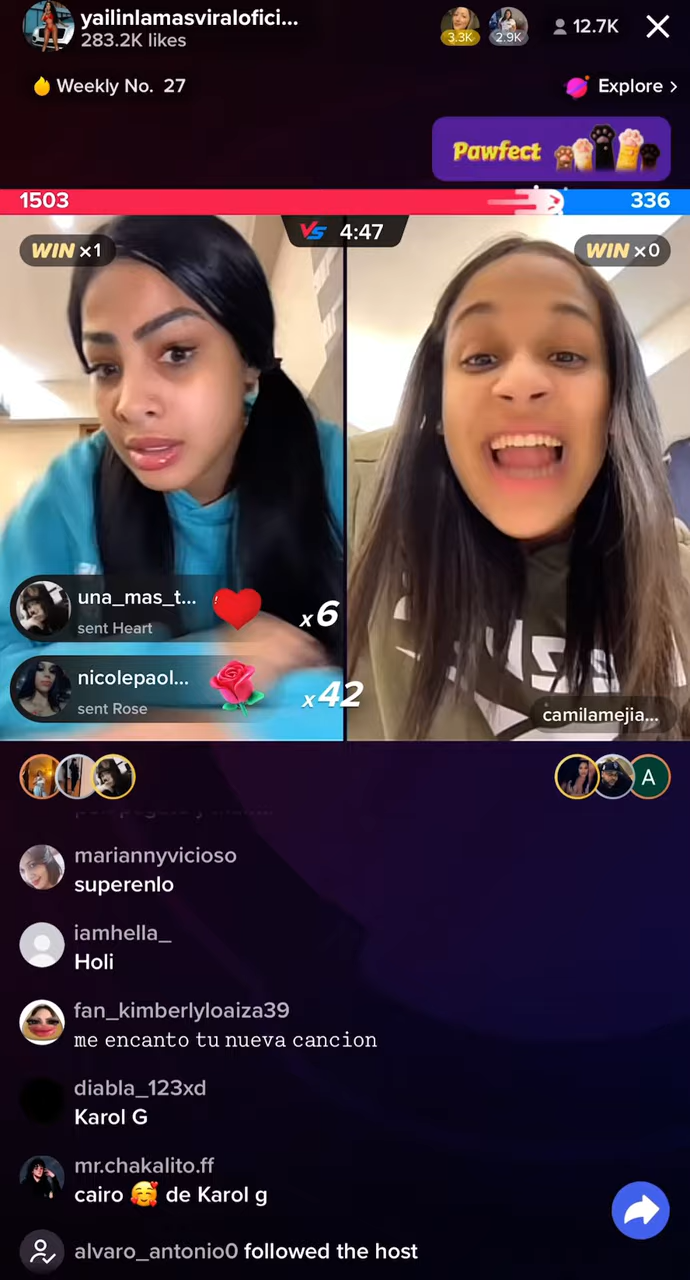 yailinlamasviralofici...
283.2K likes
3.3K
2.9K
12.7K
Weekly No. 27
Explore >
Pawfect
1503
336
VS 4:47
WIN x1
WIN x0
una_mas_t...
sent Heart
x6
nicolepaol...
sent Rose
x42
camilamejia...
A
mariannyvicioso
superenlo
iamhella_
Holi
fan_kimberlyloaiza39
me encanto tu nueva cancion
diabla_123xd
Karol G
mr.chakalito.ff
cairo 🥰 de Karol g
alvaro_antonio0 followed the host